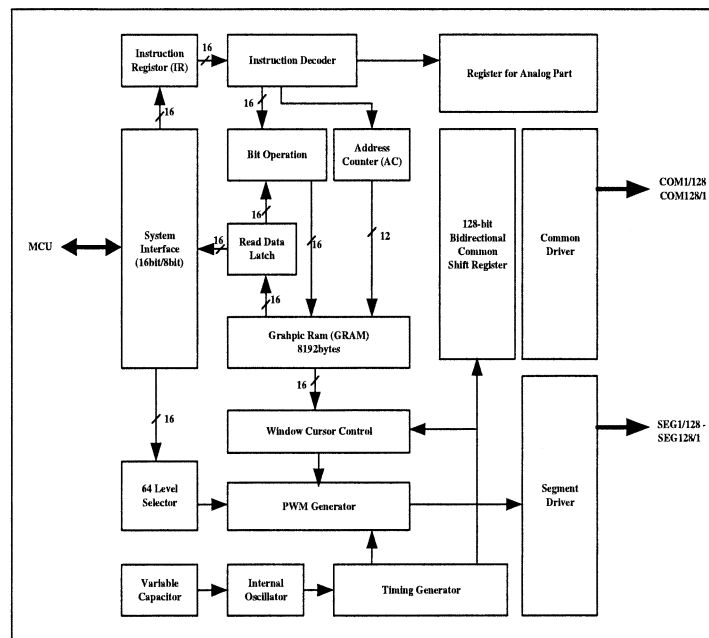 Instruction
Registor (IR)
16
Instruction Decoder
Register for Analog Part
16
16
Bit Operation
Address
Counter (AC)
COM1/128
COM128/1
MCU
System
Interface
(16bit/8bit)
16
16
Read Data
Latch
16
12
128-bit
Bidirectional
Common
Shift Register
Common
Driver
16
Grahpic Ram (GRAM)
8192bytes
16
16
Window Cursor Control
SEG1/128 -
SEG128/1
64 Level
Selector
PWM Generator
Segment
Driver
Variable
Capacitor
Internal
Oscillator
Timing Generator